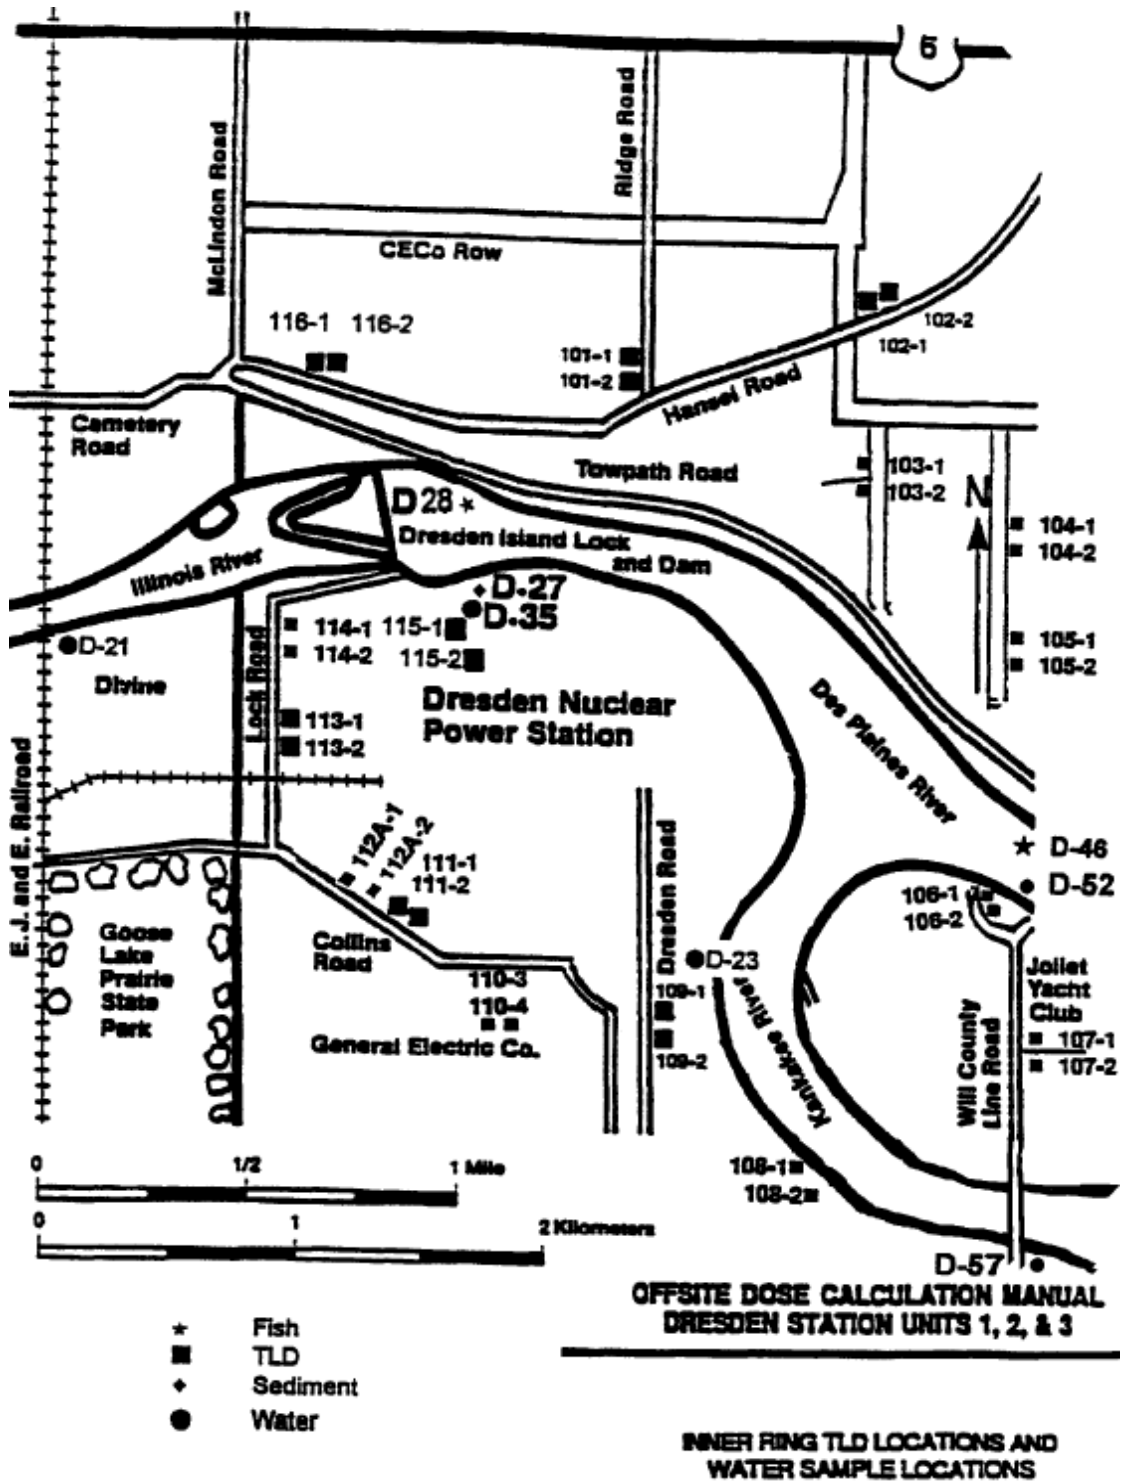 6
McLindon Road
Ridge Road
CECo Row
116-1 116-2
101-1
101-2
102-2
102-1
Hansel Road
Cemetery
Road
Towpath Road
103-1
103-2
N
104-1
104-2
D 28
Dresden Island Lock
and Dam
Illinois River
D-27
D-35
114-1
114-2
115-1
115-2
105-1
105-2
D-21
Divine
Lock Road
Dresden Nuclear
Power Station
113-1
113-2
Des Plaines River
E.J. and E. Railroad
112A-1
112A-2
111-1
111-2
Dresden Road
D-46
D-52
106-1
106-2
Goose
Lake
Prairie
State
Park
Collins
Road
D-23
109-1
109-2
110-3
110-4
General Electric Co.
Kankakee River
Joliet
Yacht
Club
Will County
Line Road
107-1
107-2
108-1
108-2
0 1/2 1 Mile
0 1 2 Kilometers
D-57
OFFSITE DOSE CALCULATION MANUAL
DRESDEN STATION UNITS 1, 2, & 3
Fish
TLD
Sediment
Water
INNER RING TLD LOCATIONS AND
WATER SAMPLE LOCATIONS